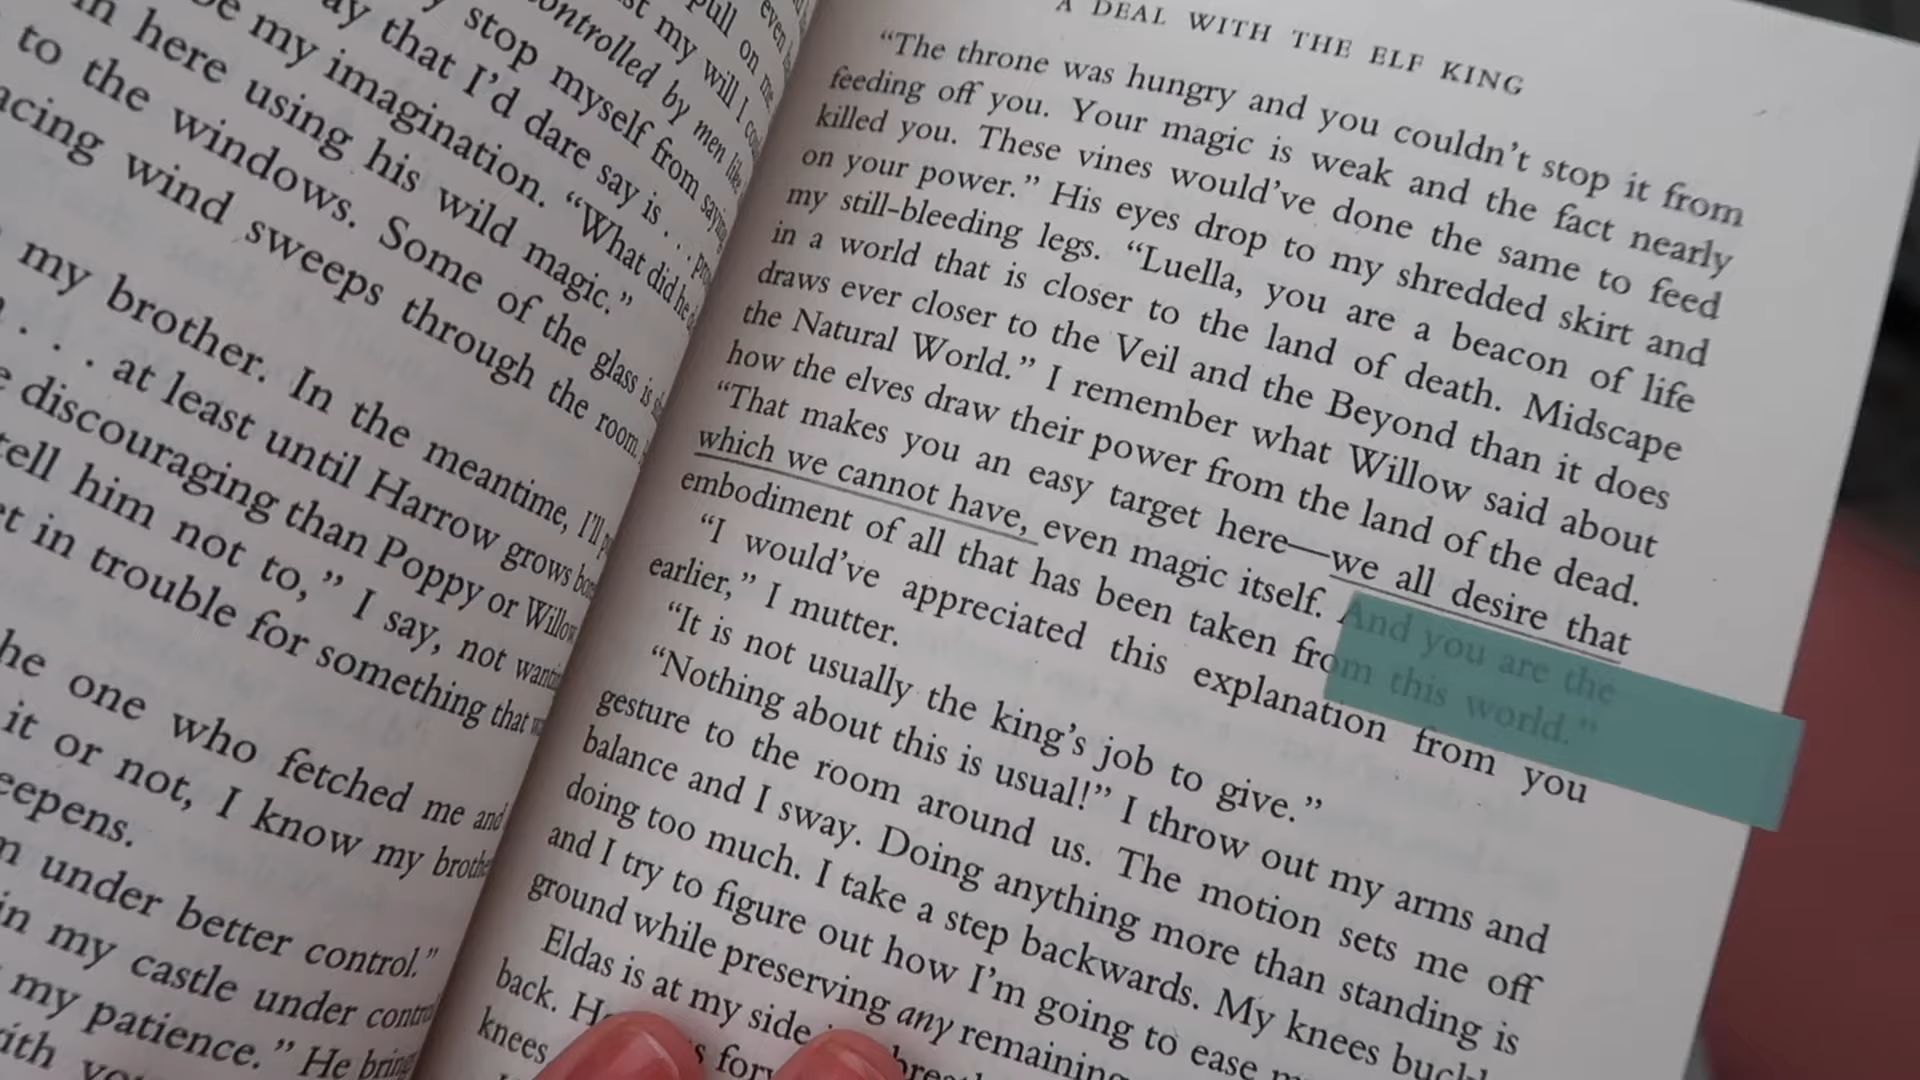 pull on me
st my will I
controlled by men like
stop myself from saying
ay that I'd dare say is . . .
be my imagination. "What did he
in here using his wild magic."
to the windows. Some of the glass is
acing wind sweeps through the room.
my brother. In the meantime, I'll
. . . at least until Harrow grows
e discouraging than Poppy or Willow
tell him not to," I say, not
et in trouble for something that
he one who fetched me and
it or not, I know my
eepens.
under better control."
in my castle under
my patience." He
A DEAL WITH THE ELF KING
"The throne was hungry and you couldn't stop it from
feeding off you. Your magic is weak and the fact nearly
killed you. These vines would've done the same to feed
on your power." His eyes drop to my shredded skirt and
my still-bleeding legs. "Luella, you are a beacon of life
in a world that is closer to the land of death. Midscape
draws ever closer to the Veil and the Beyond than it does
the Natural World." I remember what Willow said about
how the elves draw their power from the land of the dead.
"That makes you an easy target here—we all desire that
which we cannot have, even magic itself. And you are the
embodiment of all that has been taken from this world."
"I would've appreciated this explanation from you
earlier," I mutter.
"It is not usually the king's job to give."
"Nothing about this is usual!" I throw out my arms and
gesture to the room around us. The motion sets me off
balance and I sway. Doing anything more than standing is
doing too much. I take a step backwards. My knees
and I try to figure out how I'm going to ease
ground while preserving any remaining
Eldas is at my side
back.
knees